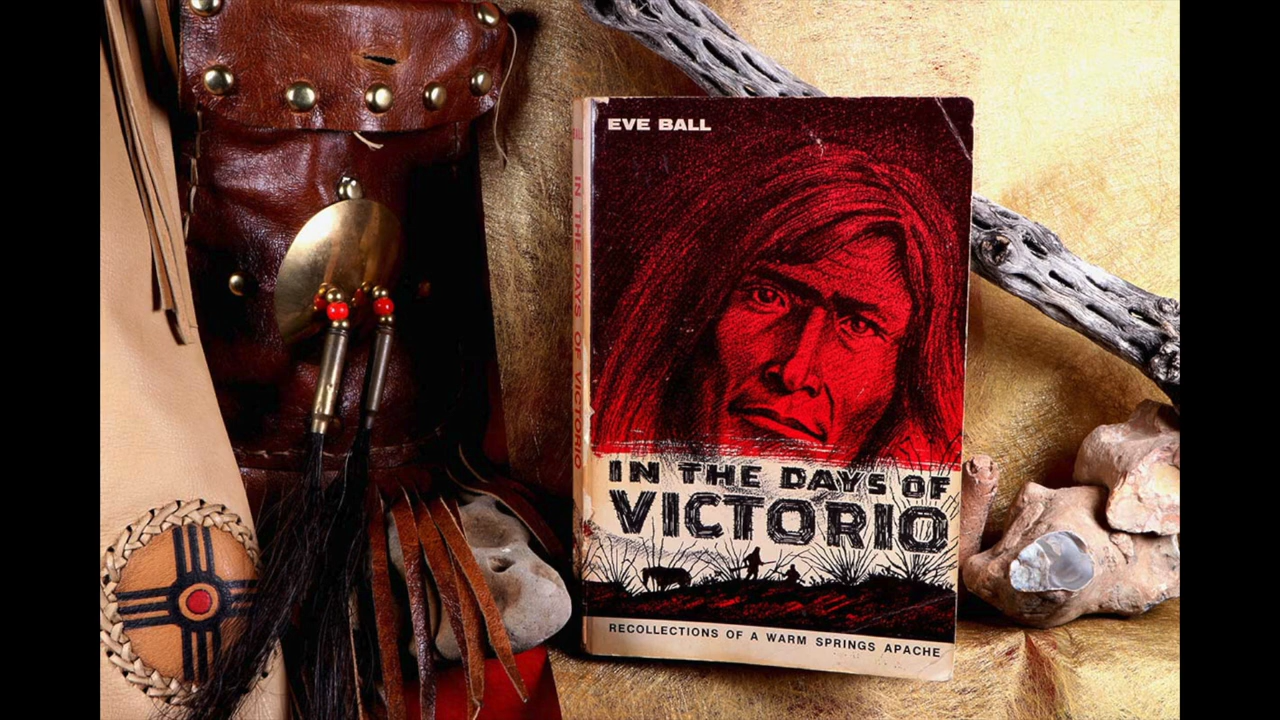 EVE BALL
IN THE DAYS OF
VICTORIO
RECOLLECTIONS OF A WARM SPRINGS APACHE
IN THE DAYS OF VICTORIO